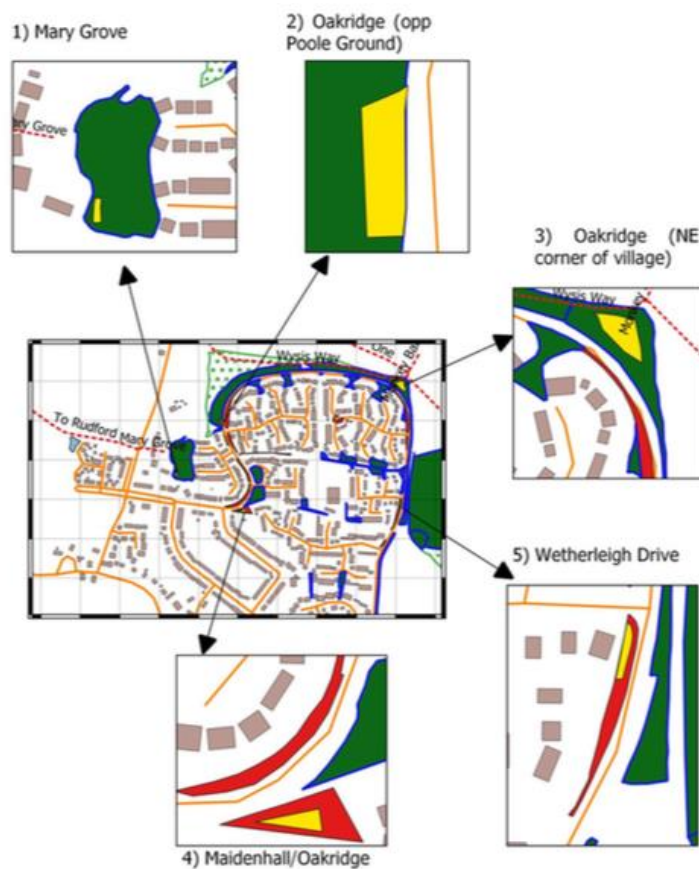 1) Mary Grove
2) Oakridge (opp
Poole Ground)
ary Grove
3) Oakridge (NE
corner of village)
Wysis Way
Wysis Way
One
To Rudford Mary Grove
5) Wetherleigh Drive
4) Maidenhall/Oakridge